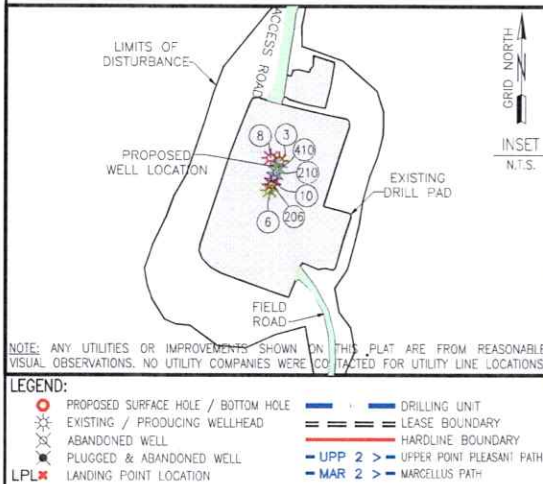 LIMITS OF
DISTURBANCE
ACCESS ROAD
GRID NORTH
N
INSET
N.T.S.
8
3
410
PROPOSED
WELL LOCATION
210
10
206
6
EXISTING
DRILL PAD
FIELD
ROAD
NOTE: ANY UTILITIES OR IMPROVEMENTS SHOWN ON THIS PLAT ARE FROM REASONABLE
VISUAL OBSERVATIONS. NO UTILITY COMPANIES WERE CONTACTED FOR UTILITY LINE LOCATIONS
LEGEND:
PROPOSED SURFACE HOLE / BOTTOM HOLE
EXISTING / PRODUCING WELLHEAD
ABANDONED WELL
PLUGGED & ABANDONED WELL
LPL LANDING POINT LOCATION
DRILLING UNIT
LEASE BOUNDARY
HARDLINE BOUNDARY
UPP 2 > UPPER POINT PLEASANT PATH
MAR 2 > MARCELLUS PATH